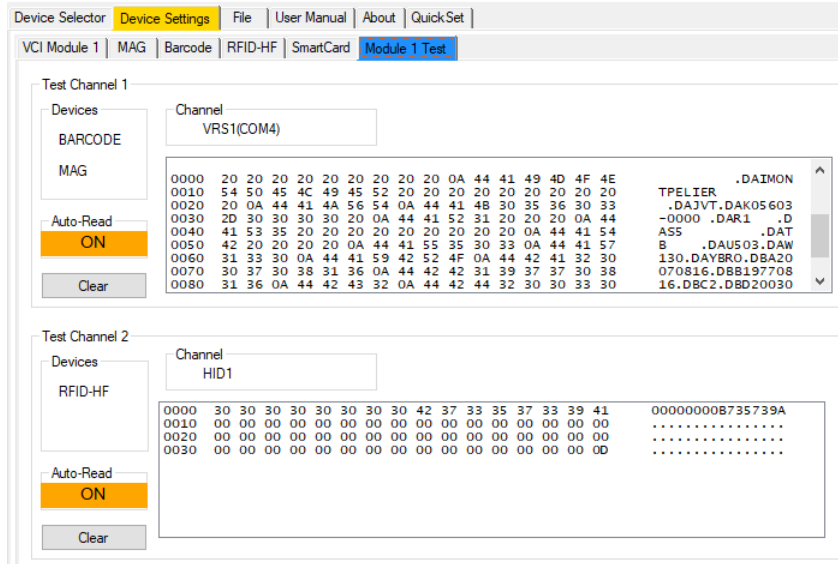 Device Selector Device Settings File User Manual About QuickSet
VCI Module 1 MAG Barcode RFID-HF SmartCard Module 1 Test
Test Channel 1
Devices
BARCODE
MAG
Channel
VRS1(COM4)
Auto-Read
ON
Clear
0000 20 20 20 20 20 20 20 20 20 0A 44 41 49 4D 4F 4E .DAIMON
0010 54 50 45 4C 49 45 52 20 20 20 20 20 20 20 20 20 TPELIER
0020 20 0A 44 41 4A 56 54 0A 44 41 4B 30 35 36 30 33 .DAJVT.DAK05603
0030 2D 30 30 30 30 20 0A 44 41 52 31 20 20 20 0A 44 -0000 .DAR1 .D
0040 41 53 35 20 20 20 20 20 20 20 20 20 0A 44 41 54 AS5 .DAT
0050 42 20 20 20 20 0A 44 41 55 35 30 33 0A 44 41 57 B .DAU503.DAW
0060 31 33 30 0A 44 41 59 42 52 4F 0A 44 42 41 32 30 130.DAYBRO.DBA20
0070 30 37 30 38 31 36 0A 44 42 42 31 39 37 37 30 38 070816.DBB197708
0080 31 36 0A 44 42 43 32 0A 44 42 44 32 30 30 33 30 16.DBC2.DBD20030
Test Channel 2
Devices
RFID-HF
Channel
HID1
Auto-Read
ON
Clear
0000 30 30 30 30 30 30 30 30 42 37 33 35 37 33 39 41 00000000B735739A
0010 00 00 00 00 00 00 00 00 00 00 00 00 00 00 00 00 ................
0020 00 00 00 00 00 00 00 00 00 00 00 00 00 00 00 00 ................
0030 00 00 00 00 00 00 00 00 00 00 00 00 00 00 00 0D ................